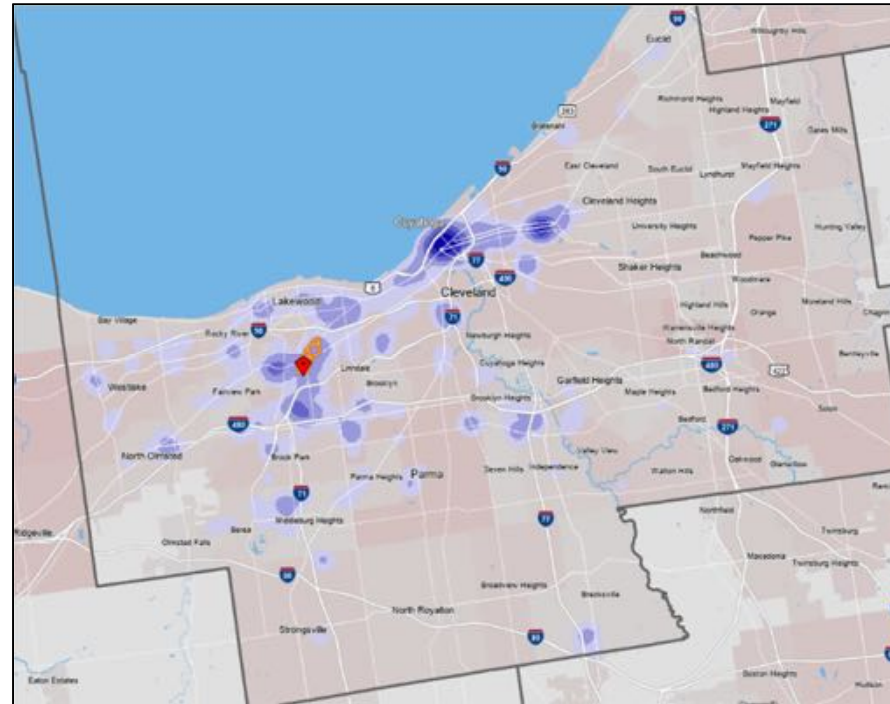 90
Willoughby Hills
Euclid
283
Richmond Heights
Mayfield
Highland Heights
271
Bratenahl
Gates Mills
90
East Cleveland
South Euclid
Mayfield Heights
Lyndhurst
Cleveland Heights
Cuyahoga
University Heights
Hunting Valley
Pepper Pike
Beachwood
77
490
Shaker Heights
Woodmere
6
Cleveland
Lakewood
Highland Hills
Moreland Hills
Orange
Bay Village
71
Rocky River
90
Warrensville Heights
Newburgh Heights
North Randall
Bentleyville
Linndale
Cuyahoga Heights
480
422
Westlake
Brooklyn
Garfield Heights
Fairview Park
Maple Heights
Bedford Heights
Brooklyn Heights
Solon
480
Bedford
271
North Olmsted
Brook Park
Valley View
Oakwood
Glenwillow
Parma Heights
Parma
Seven Hills
Independence
Walton Hills
71
Northfield
Middleburg Heights
77
Berea
Ridgeville
Olmsted Falls
Twinsburg
Macedonia
Twinsburg Heights
80
Broadview Heights
Brecksville
North Royalton
Strongsville
80
Boston Heights
Eaton Estates
Hudson